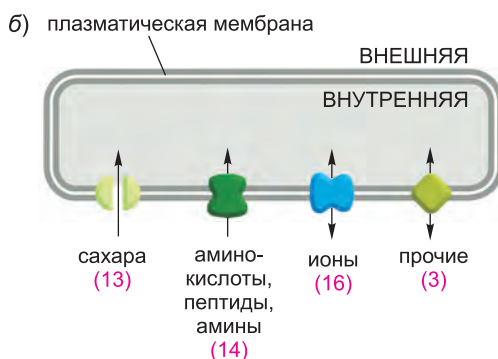 б) плазматическая мембрана
ВНЕШНЯЯ
ВНУТРЕННЯЯ
сахара
(13)
амино-
кислоты,
пептиды,
амины
(14)
ионы
(16)
прочие
(3)